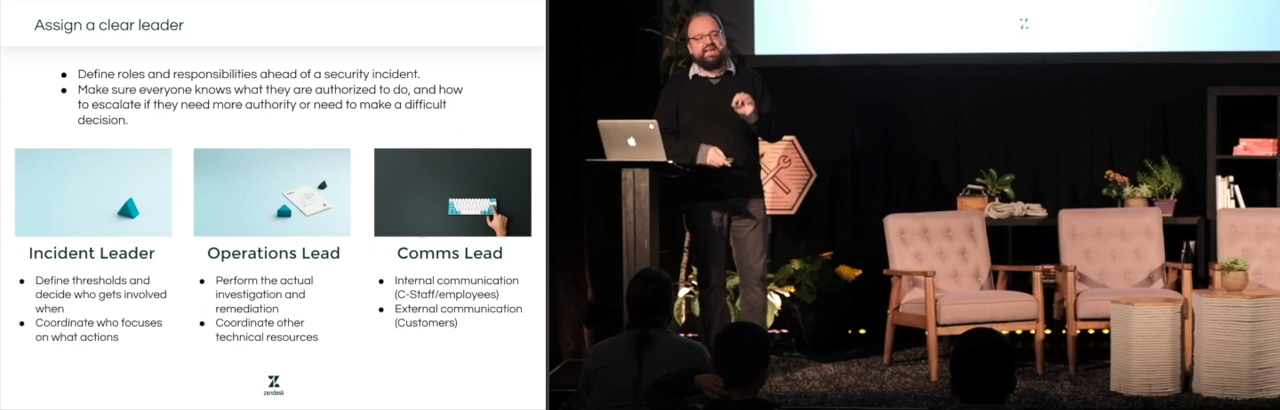 Assign a clear leader
● Define roles and responsibilities ahead of a security incident.
● Make sure everyone knows what they are authorized to do, and how
to escalate if they need more authority or need to make a difficult
decision.
Incident Leader
● Define thresholds and
decide who gets involved
when
● Coordinate who focuses
on what actions
Operations Lead
● Perform the actual
investigation and
remediation
● Coordinate other
technical resources
Comms Lead
● Internal communication
(C-Staff/employees)
● External communication
(Customers)
zendesk